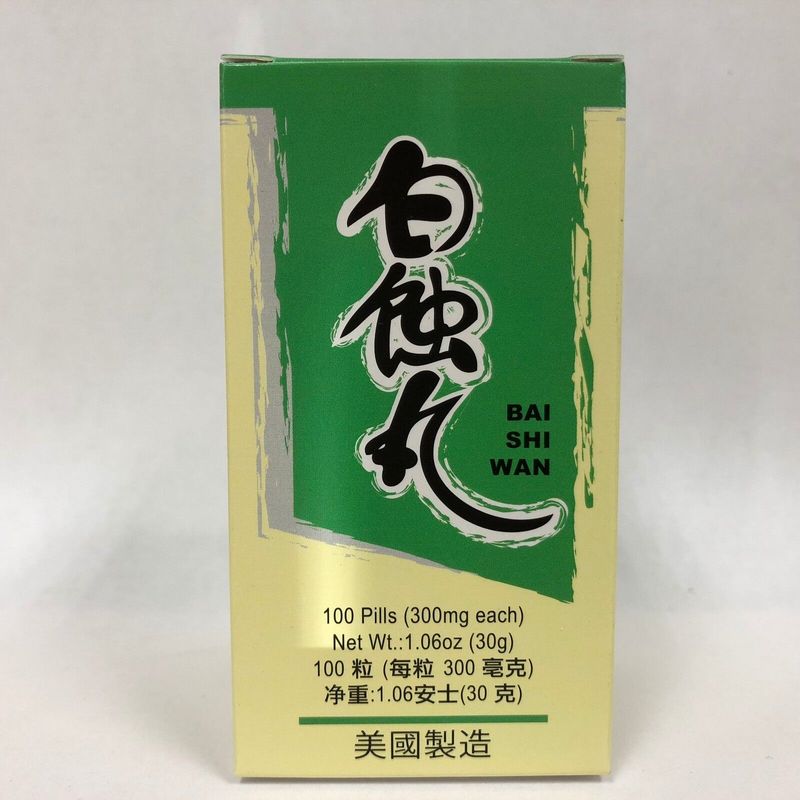 白蝕丸
BAI
SHI
WAN
100 Pills (300mg each)
Net Wt.:1.06oz (30g)
100 粒 (每粒 300 毫克)
净重:1.06安士(30 克)
美國製造